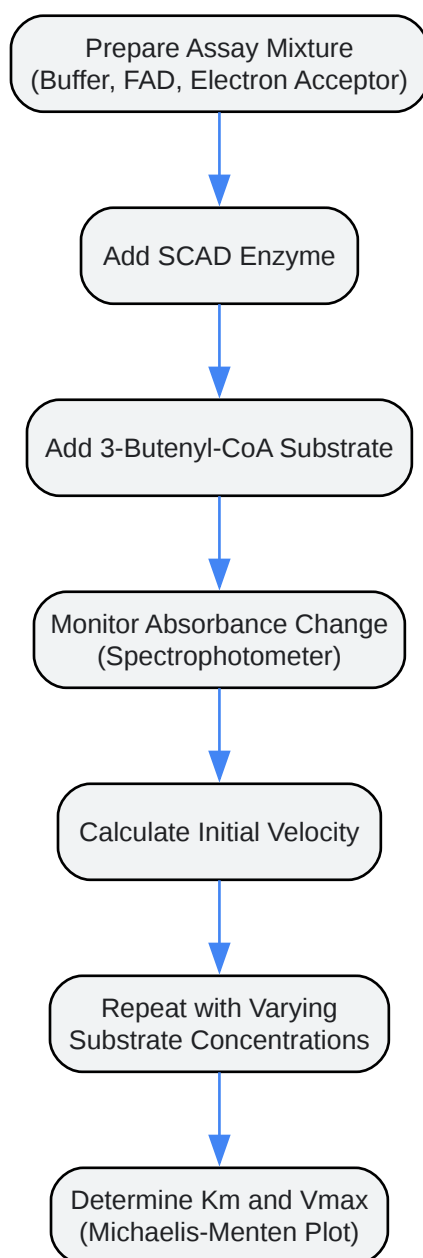 Prepare Assay Mixture
(Buffer, FAD, Electron Acceptor)
Add SCAD Enzyme
Add 3-Butenyl-CoA Substrate
Monitor Absorbance Change
(Spectrophotometer)
Calculate Initial Velocity
Repeat with Varying
Substrate Concentrations
Determine Km and Vmax
(Michaelis-Menten Plot)